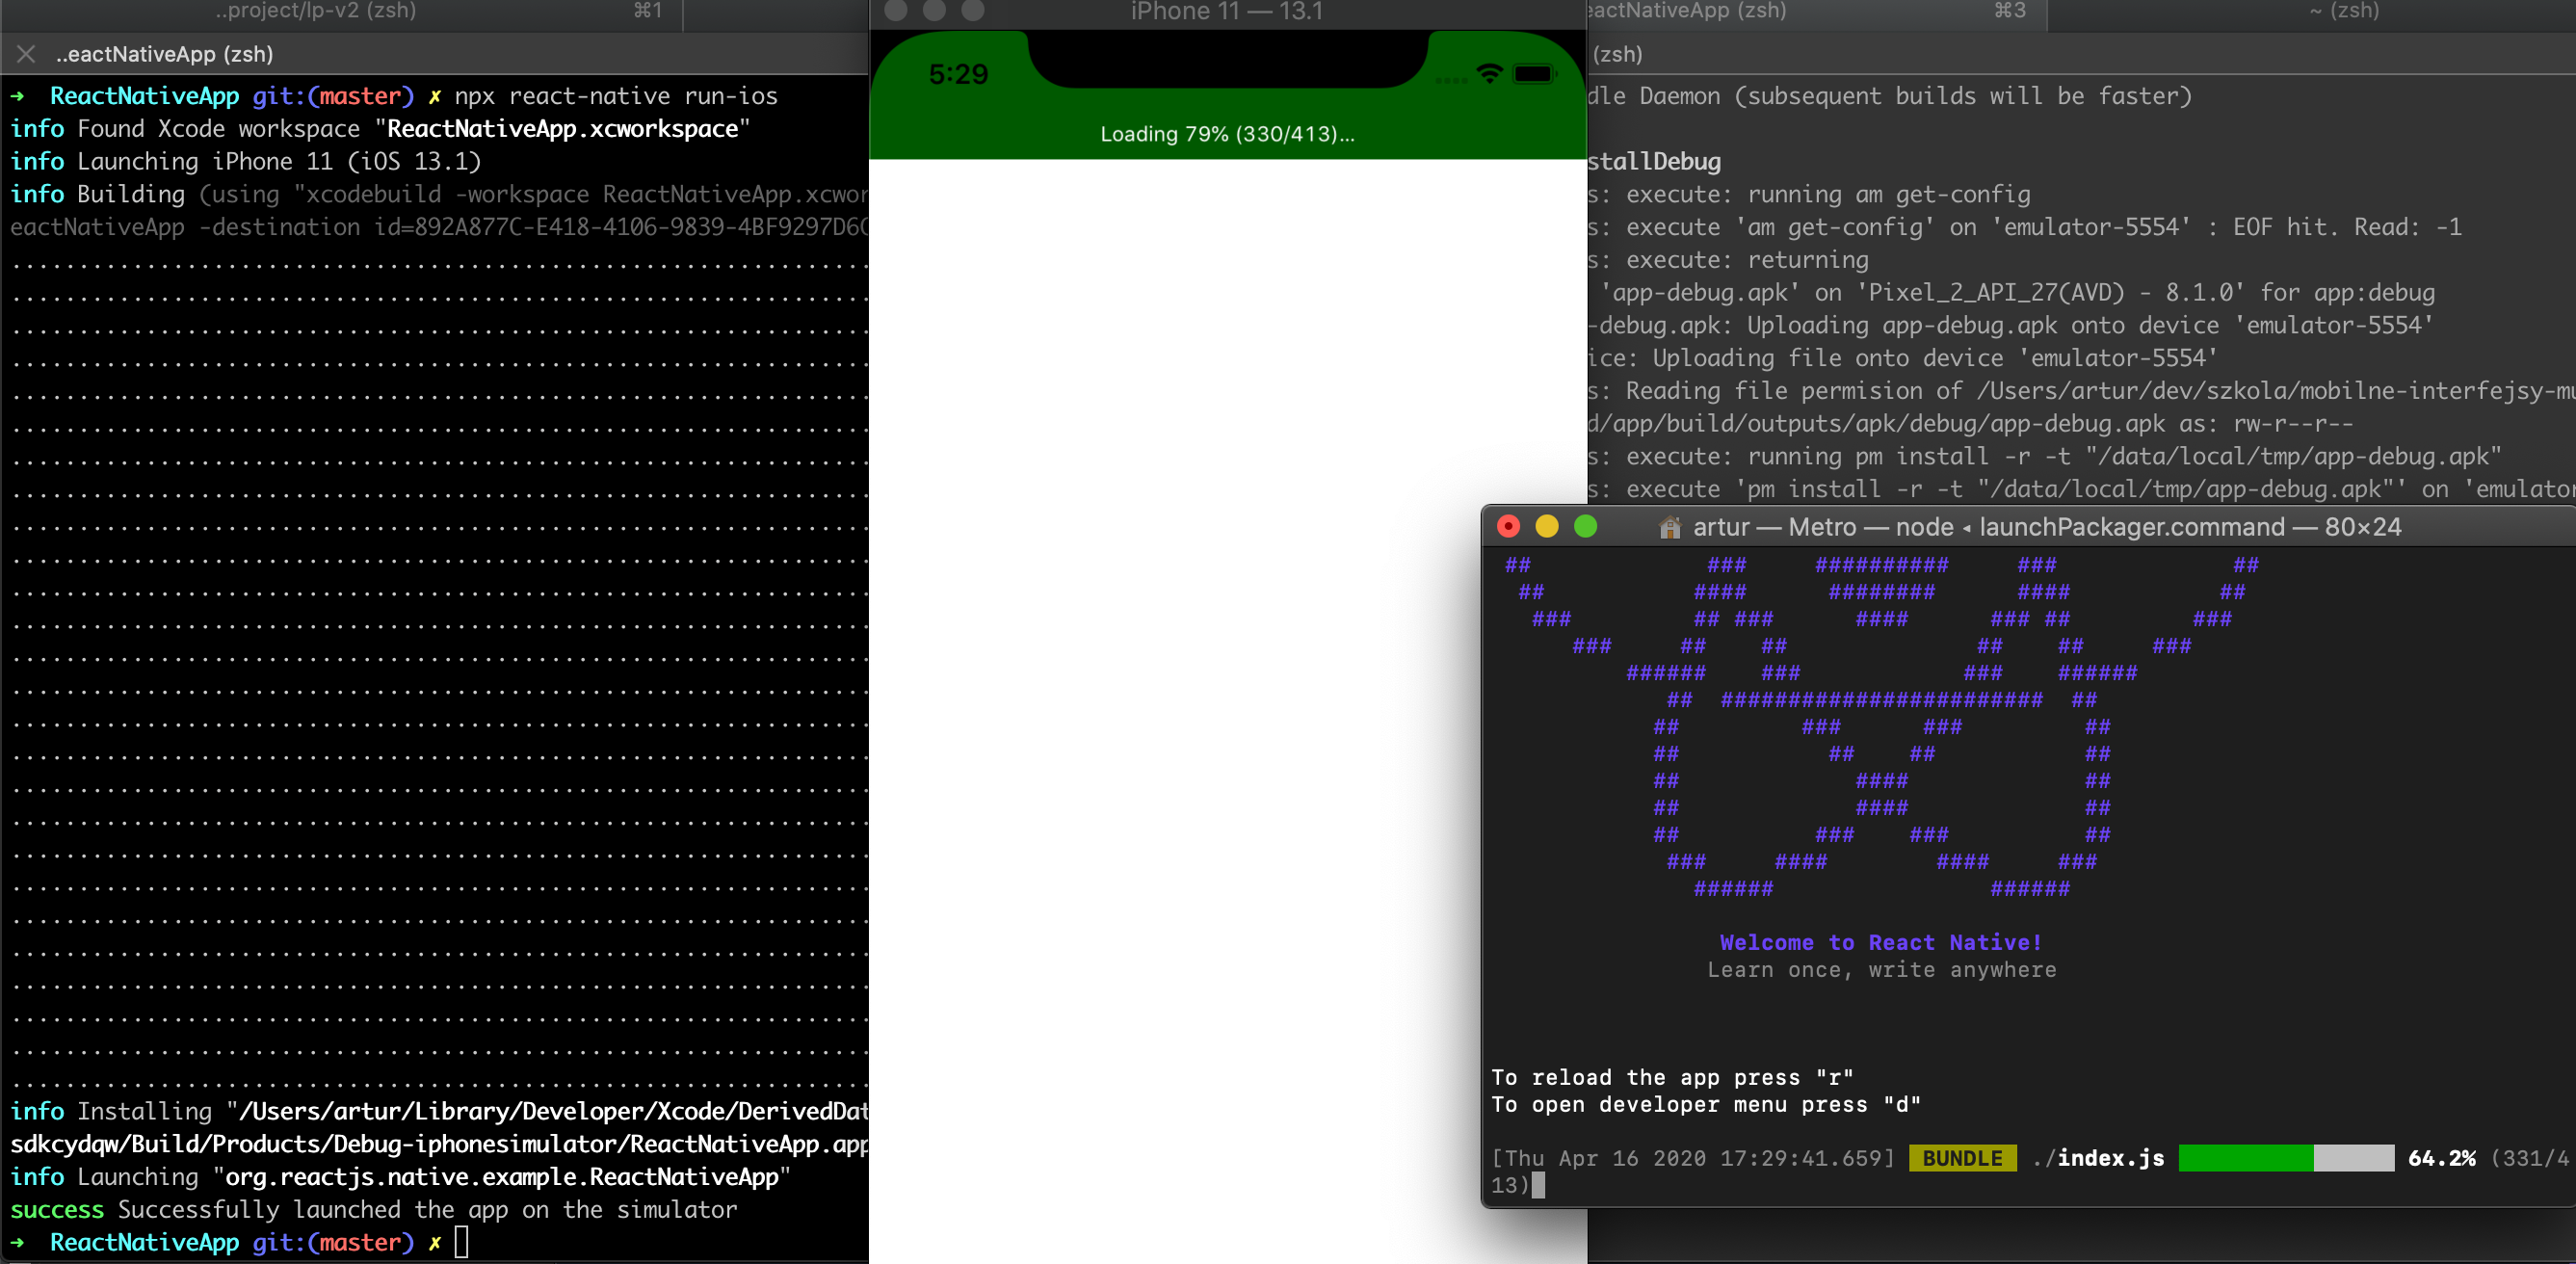 ..project/lp-v2 (zsh) ⌘1
..eactNativeApp (zsh)
➜ ReactNativeApp git:(master) ✗ npx react-native run-ios
info Found Xcode workspace "ReactNativeApp.xcworkspace"
info Launching iPhone 11 (iOS 13.1)
info Building (using "xcodebuild -workspace ReactNativeApp.xcwor
eactNativeApp -destination id=892A877C-E418-4106-9839-4BF9297D6C
info Installing "/Users/artur/Library/Developer/Xcode/DerivedDat
sdkcydqw/Build/Products/Debug-iphonesimulator/ReactNativeApp.app
info Launching "org.reactjs.native.example.ReactNativeApp"
success Successfully launched the app on the simulator
➜ ReactNativeApp git:(master) ✗
iPhone 11 — 13.1
5:29
Loading 79% (330/413)...
eactNativeApp (zsh) ⌘3
~ (zsh)
(zsh)
dle Daemon (subsequent builds will be faster)
stallDebug
s: execute: running am get-config
s: execute 'am get-config' on 'emulator-5554' : EOF hit. Read: -1
s: execute: returning
'app-debug.apk' on 'Pixel_2_API_27(AVD) - 8.1.0' for app:debug
-debug.apk: Uploading app-debug.apk onto device 'emulator-5554'
ice: Uploading file onto device 'emulator-5554'
s: Reading file permision of /Users/artur/dev/szkola/mobilne-interfejsy-mu
d/app/build/outputs/apk/debug/app-debug.apk as: rw-r--r--
s: execute: running pm install -r -t "/data/local/tmp/app-debug.apk"
s: execute 'pm install -r -t "/data/local/tmp/app-debug.apk"' on 'emulator
artur — Metro — node ◂ launchPackager.command — 80×24
Welcome to React Native!
Learn once, write anywhere
To reload the app press "r"
To open developer menu press "d"
[Thu Apr 16 2020 17:29:41.659] BUNDLE ./index.js 64.2% (331/4
13)